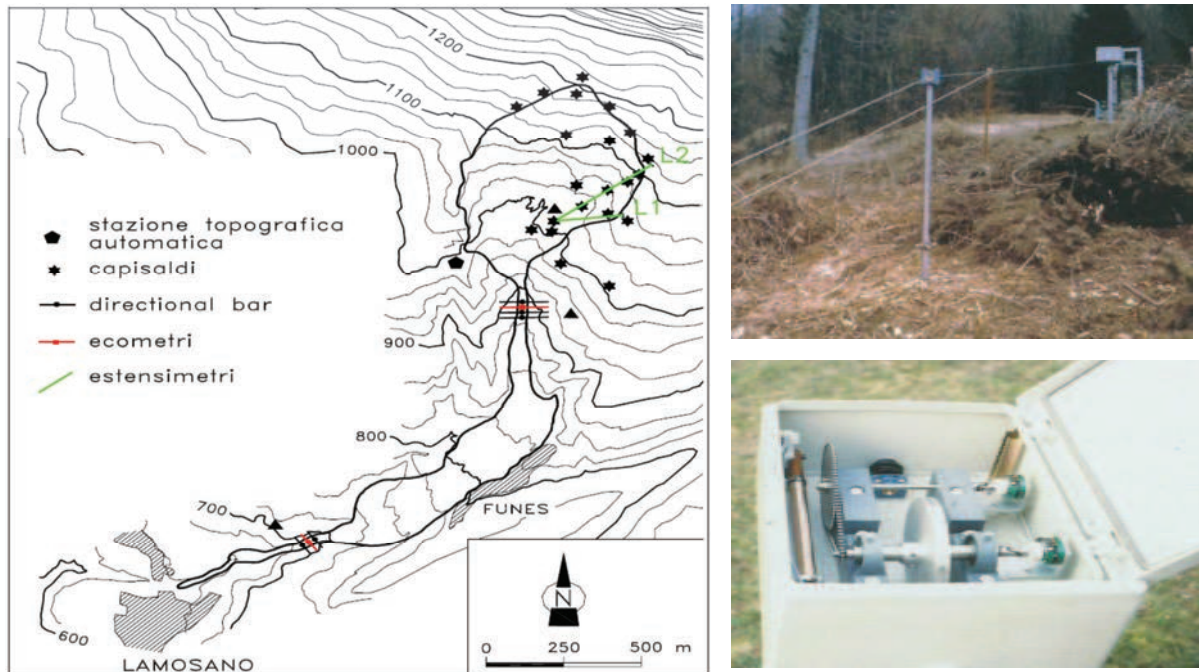 1200
1100
1000
L2
L1
stazione topografica
automatica
capisaldi
directional bar
ecometri
900
estensimetri
800
700
FUNES
N
600
0 250 500 m
LAMOSANO